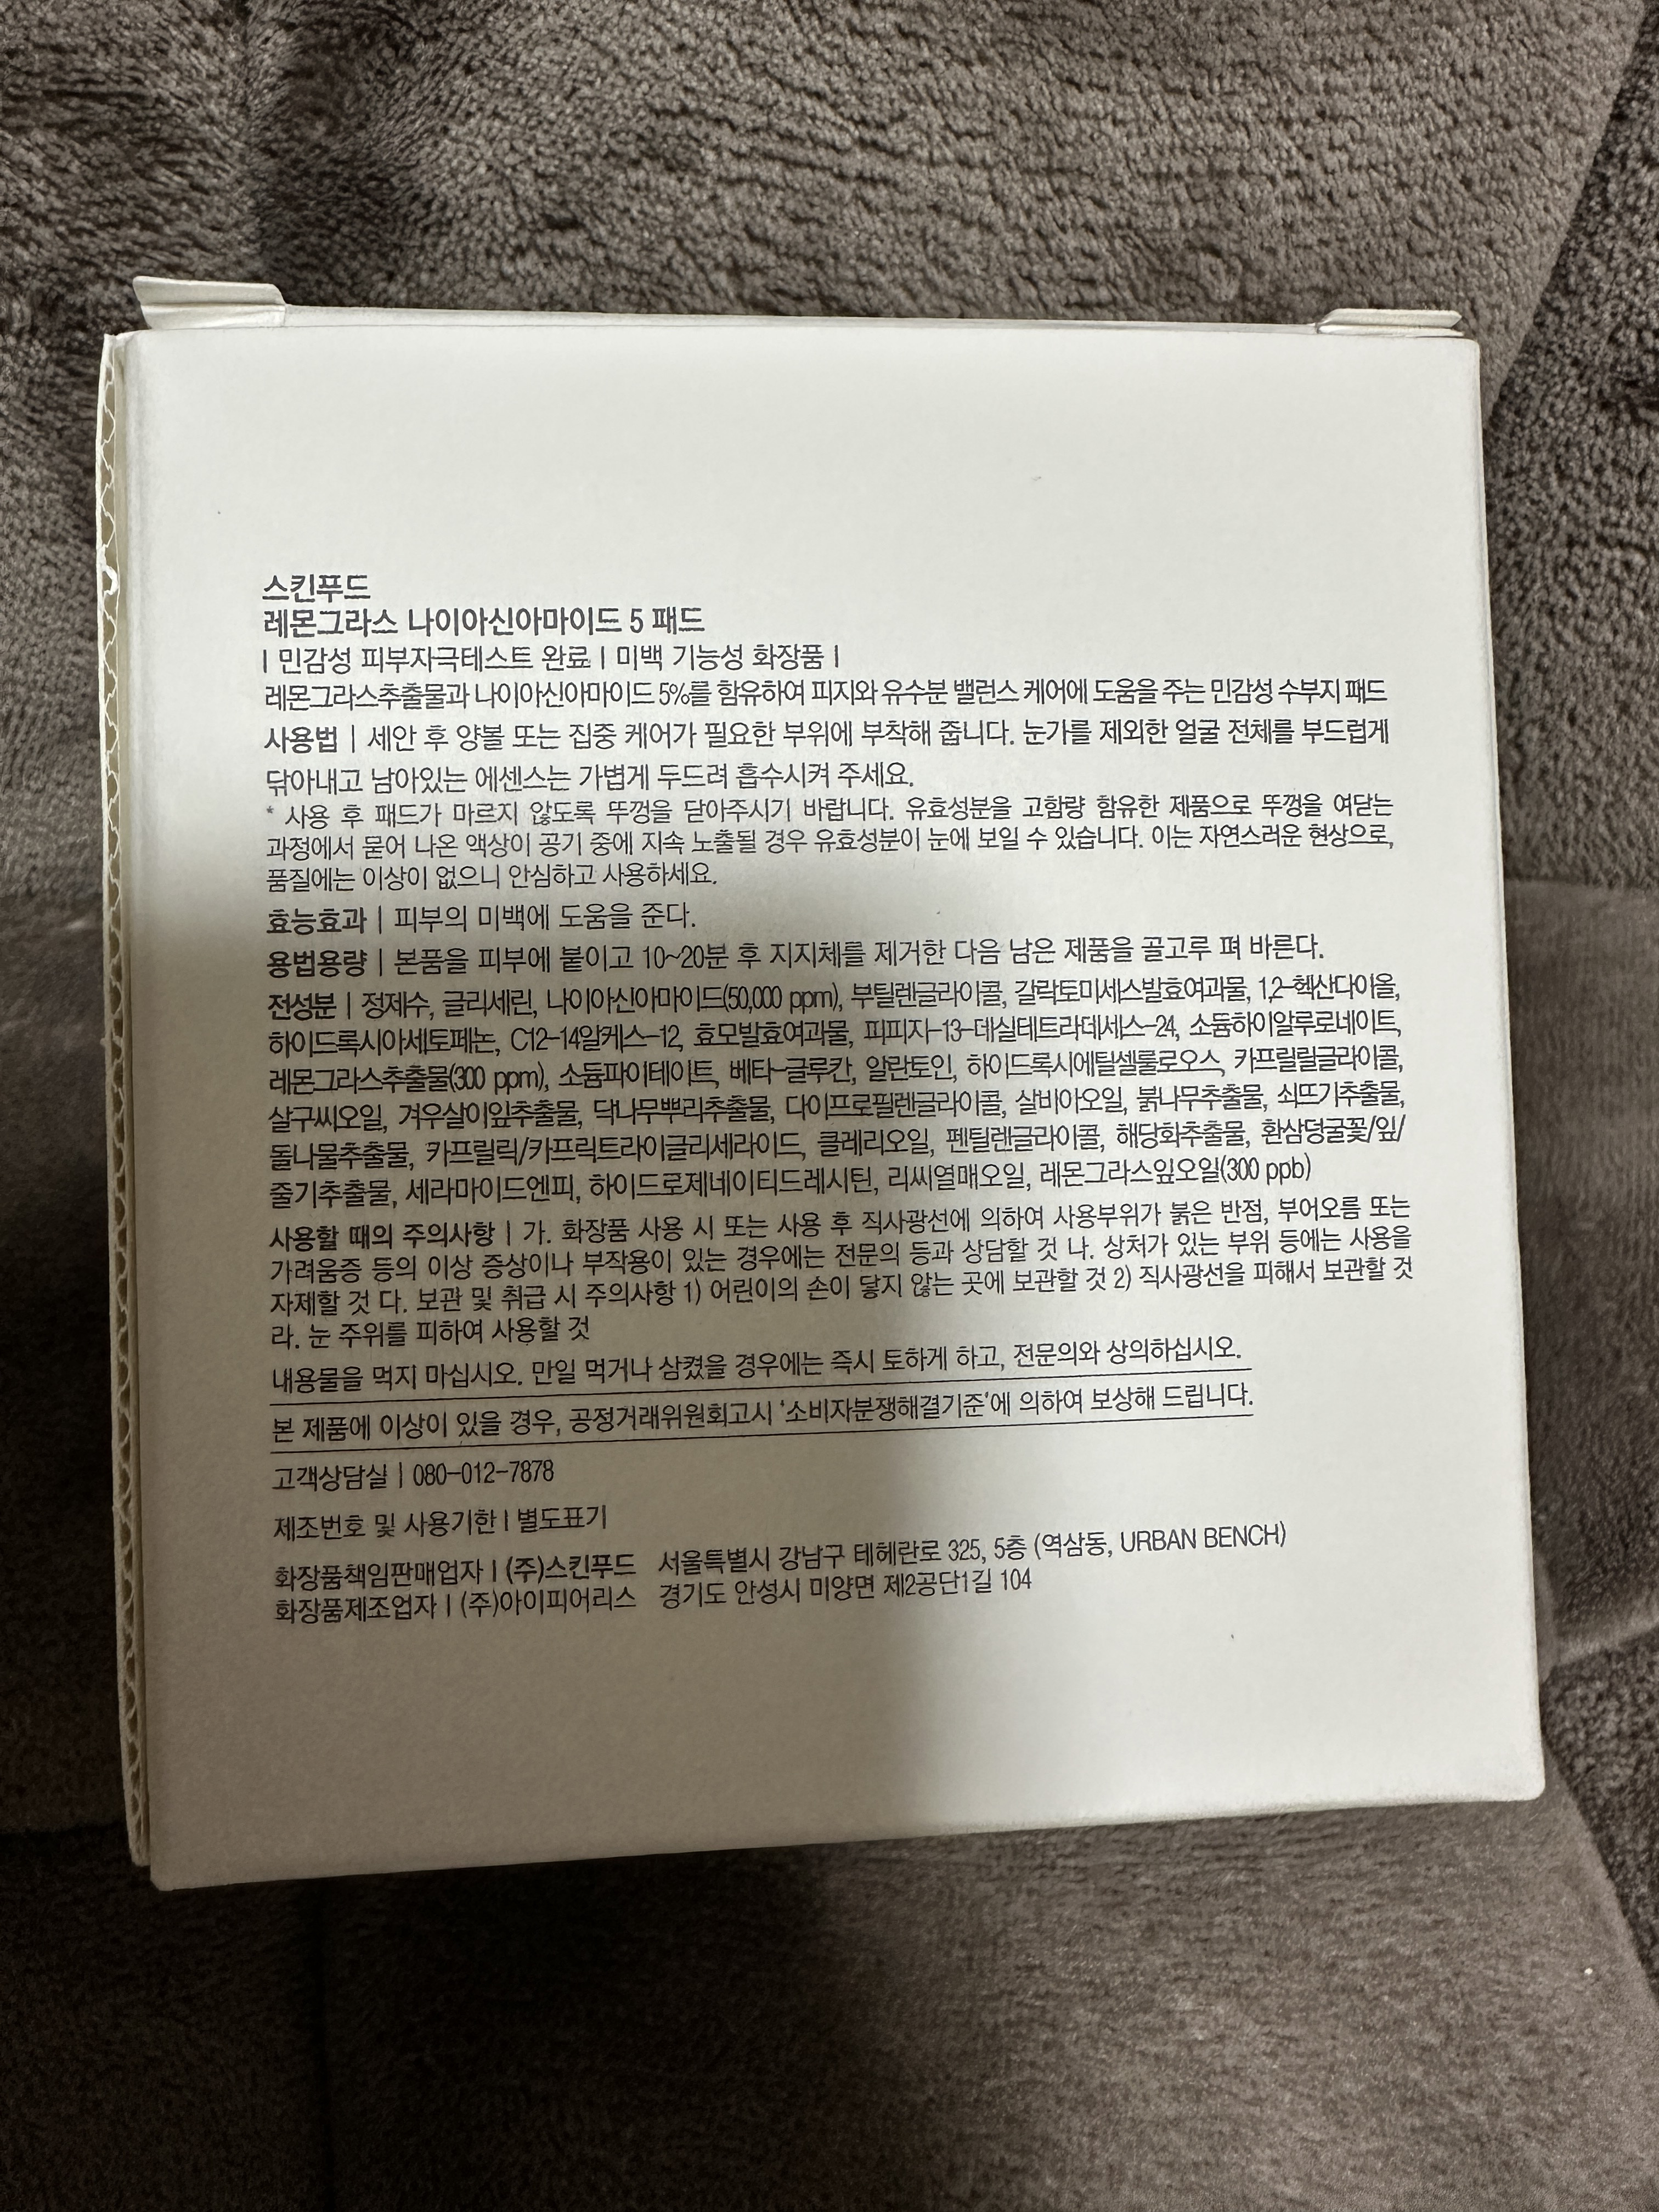 스킨푸드
레몬그라스 나이아신아마이드 5 패드
| 민감성 피부자극테스트 완료 | 미백 기능성 화장품 |
레몬그라스추출물과 나이아신아마이드 5%를 함유하여 피지와 유수분 밸런스 케어에 도움을 주는 민감성 수부지 패드
사용법 | 세안 후 양볼 또는 집중 케어가 필요한 부위에 부착해 줍니다. 눈가를 제외한 얼굴 전체를 부드럽게
닦아내고 남아있는 에센스는 가볍게 두드려 흡수시켜 주세요.
* 사용 후 패드가 마르지 않도록 뚜껑을 닫아주시기 바랍니다. 유효성분을 고함량 함유한 제품으로 뚜껑을 여닫는
과정에서 묻어 나온 액상이 공기 중에 지속 노출될 경우 유효성분이 눈에 보일 수 있습니다. 이는 자연스러운 현상으로,
품질에는 이상이 없으니 안심하고 사용하세요.
효능효과 | 피부의 미백에 도움을 준다.
용법용량 | 본품을 피부에 붙이고 10~20분 후 지지체를 제거한 다음 남은 제품을 골고루 펴 바른다.
전성분 | 정제수, 글리세린, 나이아신아마이드(50,000 ppm), 부틸렌글라이콜, 갈락토미세스발효여과물, 1,2-헥산다이올,
하이드록시아세토페논, C12-14알케스-12, 효모발효여과물, 피피지-13-데실테트라데세스-24, 소듐하이알루로네이트,
레몬그라스추출물(300 ppm), 소듐파이테이트, 베타-글루칸, 알란토인, 하이드록시에틸셀룰로오스, 카프릴릴글라이콜,
살구씨오일, 겨우살이잎추출물, 닥나무뿌리추출물, 다이프로필렌글라이콜, 살비아오일, 붉나무추출물, 쇠뜨기추출물,
돌나물추출물, 카프릴릭/카프릭트라이글리세라이드, 클레리오일, 펜틸렌글라이콜, 해당화추출물, 환삼덩굴꽃/잎/
줄기추출물, 세라마이드엔피, 하이드로제네이티드레시틴, 리씨열매오일, 레몬그라스잎오일(300 ppb)
사용할 때의 주의사항 | 가. 화장품 사용 시 또는 사용 후 직사광선에 의하여 사용부위가 붉은 반점, 부어오름 또는
가려움증 등의 이상 증상이나 부작용이 있는 경우에는 전문의 등과 상담할 것 나. 상처가 있는 부위 등에는 사용을
자제할 것 다. 보관 및 취급 시 주의사항 1) 어린이의 손이 닿지 않는 곳에 보관할 것 2) 직사광선을 피해서 보관할 것
라. 눈 주위를 피하여 사용할 것
내용물을 먹지 마십시오. 만일 먹거나 삼켰을 경우에는 즉시 토하게 하고, 전문의와 상의하십시오.
본 제품에 이상이 있을 경우, 공정거래위원회고시 '소비자분쟁해결기준'에 의하여 보상해 드립니다.
고객상담실 | 080-012-7878
제조번호 및 사용기한 | 별도표기
화장품책임판매업자 | (주)스킨푸드 서울특별시 강남구 테헤란로 325, 5층 (역삼동, URBAN BENCH)
화장품제조업자 | (주)아이피어리스 경기도 안성시 미양면 제2공단1길 104